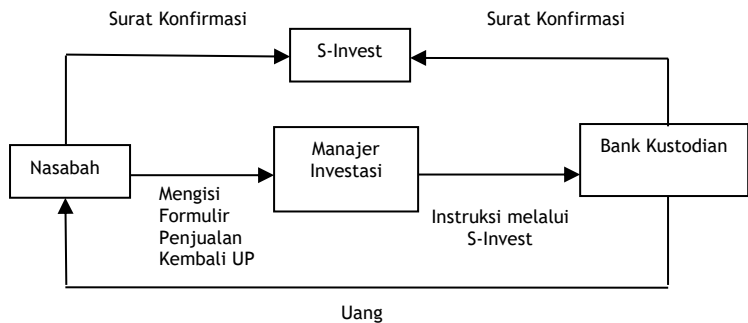 Surat Konfirmasi
Surat Konfirmasi
S-Invest
Nasabah
Manajer
Investasi
Bank Kustodian
Mengisi
Formulir
Penjualan
Kembali UP
Instruksi melalui
S-Invest
Uang